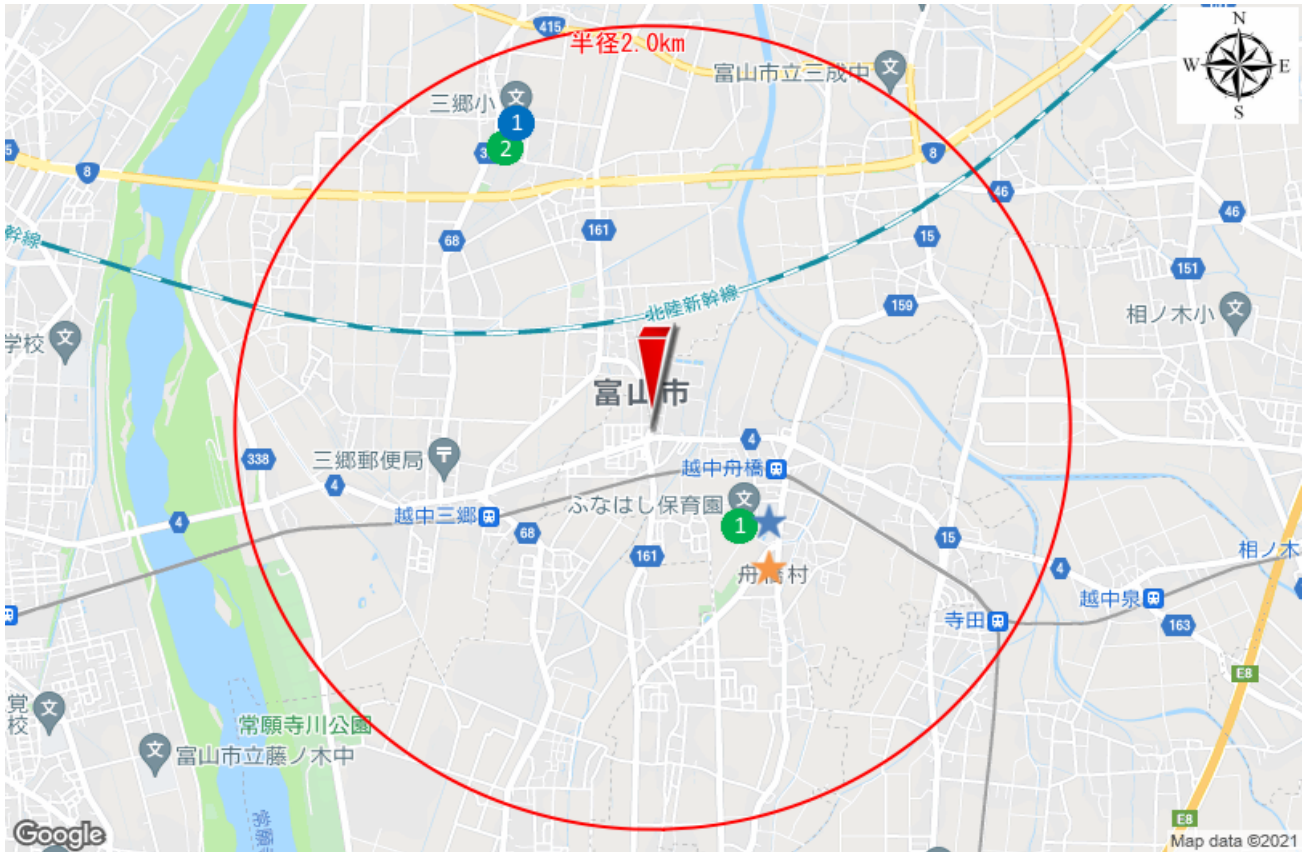 415
半径2.0km
N
W
E
S
富山市立三成中
三郷小
1
2
8
8
46
46
幹線
68
161
15
151
北陸新幹線
159
相ノ木小
学校
富山市
4
338
三郷郵便局
越中舟橋
4
ふなはし保育園
4
越中三郷
1
68
161
15
相ノ木
舟橋村
4
越中泉
寺田
163
E8
覚
校
常願寺川公園
富山市立藤ノ木中
常願
E8
Google
Map data ©2021